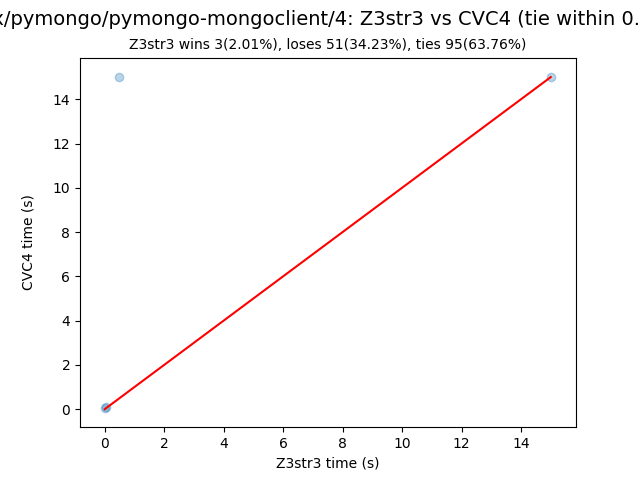 x/pymongo/pymongo-mongoclient/4: Z3str3 vs CVC4 (tie within 0.
Z3str3 wins 3(2.01%), loses 51(34.23%), ties 95(63.76%)
14
12
10
8
6
4
2
0
CVC4 time (s)
0 2 4 6 8 10 12 14
Z3str3 time (s)